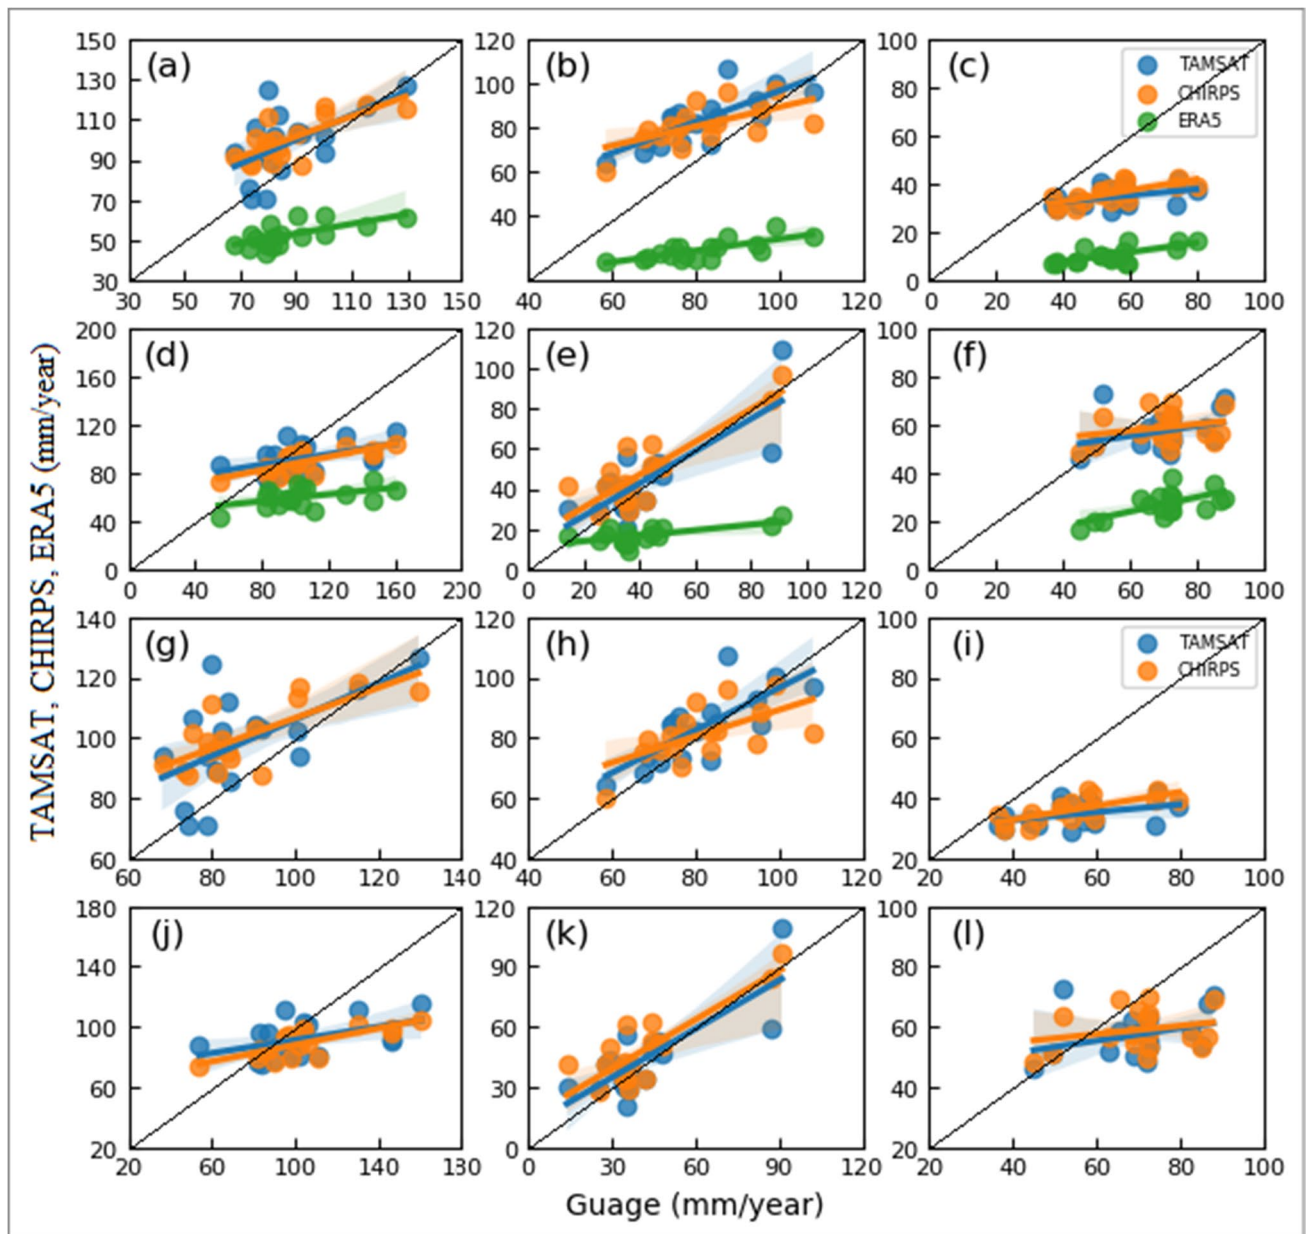 TAMSAT, CHIRPS, ERA5 (mm/year)
(a)
150
130
110
90
70
50
30
30 50 70 90 110 130 150
(b)
120
100
80
60
40
40 60 80 100 120
(c)
TAMSAT
CHIRPS
ERA5
100
80
60
40
20
0
0 20 40 60 80 100
(d)
200
160
120
80
40
0
0 40 80 120 160 200
(e)
120
100
80
60
40
20
0
0 20 40 60 80 100 120
(f)
100
80
60
40
20
0
0 20 40 60 80 100
(g)
140
120
100
80
60
60 80 100 120 140
(h)
120
100
80
60
40
40 60 80 100 120
(i)
TAMSAT
CHIRPS
100
80
60
40
20
20 40 60 80 100
(j)
180
140
100
60
20
20 60 100 140 130
(k)
120
90
60
30
0
0 30 60 90 120
(l)
100
80
60
40
20
20 40 60 80 100
Guage (mm/year)